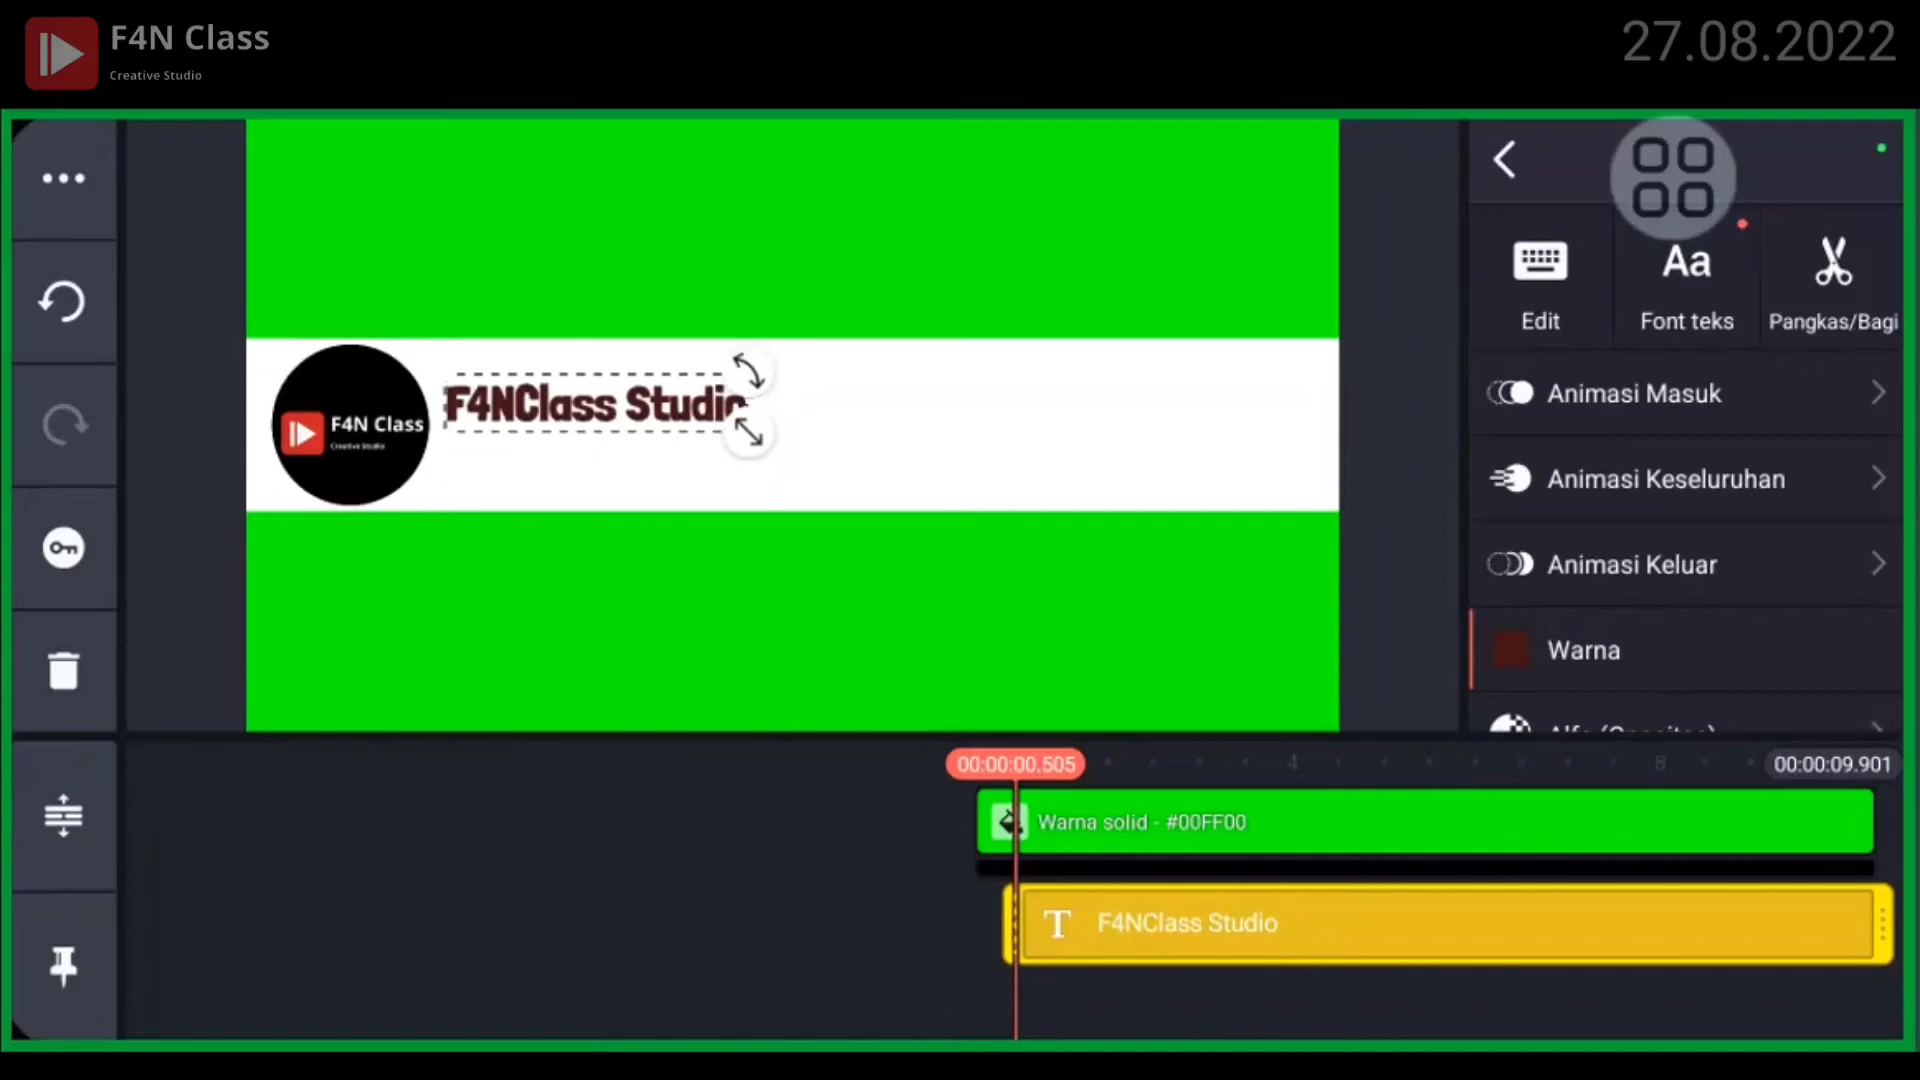 F4N Class
Creative Studio
27.08.2022
F4N Class
Creative Studio
F4NClass Studio
Edit
Aa
Font teks
Pangkas/Bagi
Animasi Masuk
Animasi Keseluruhan
Animasi Keluar
Warna
00:00:00.505
4
8
00:00:09.901
Warna solid - #00FF00
T
F4NClass Studio